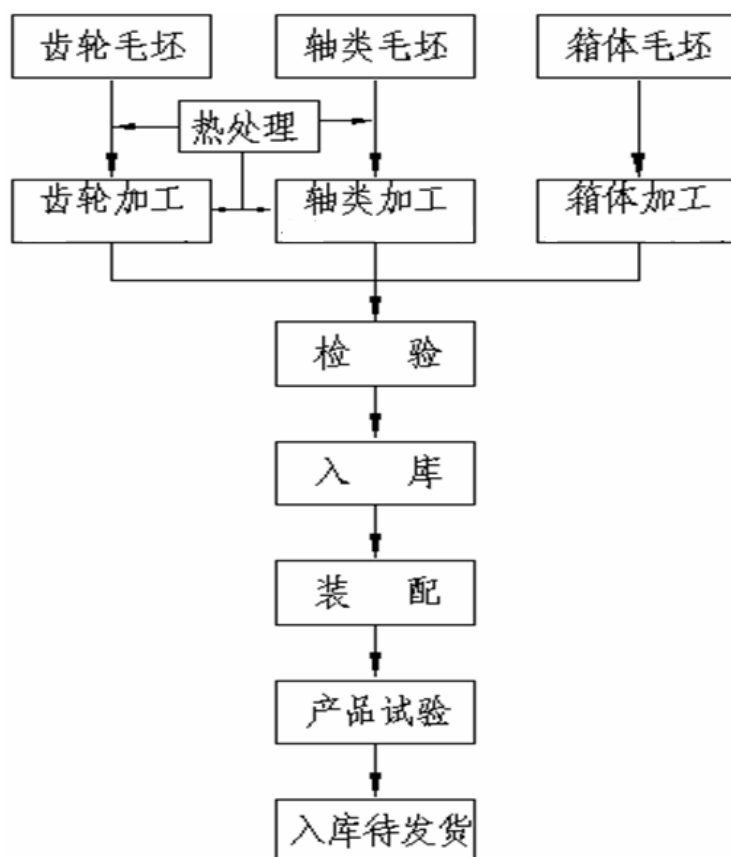 齿轮毛坯
轴类毛坯
箱体毛坯
热处理
齿轮加工
轴类加工
箱体加工
检 验
入 库
装 配
产品试验
入库待发货